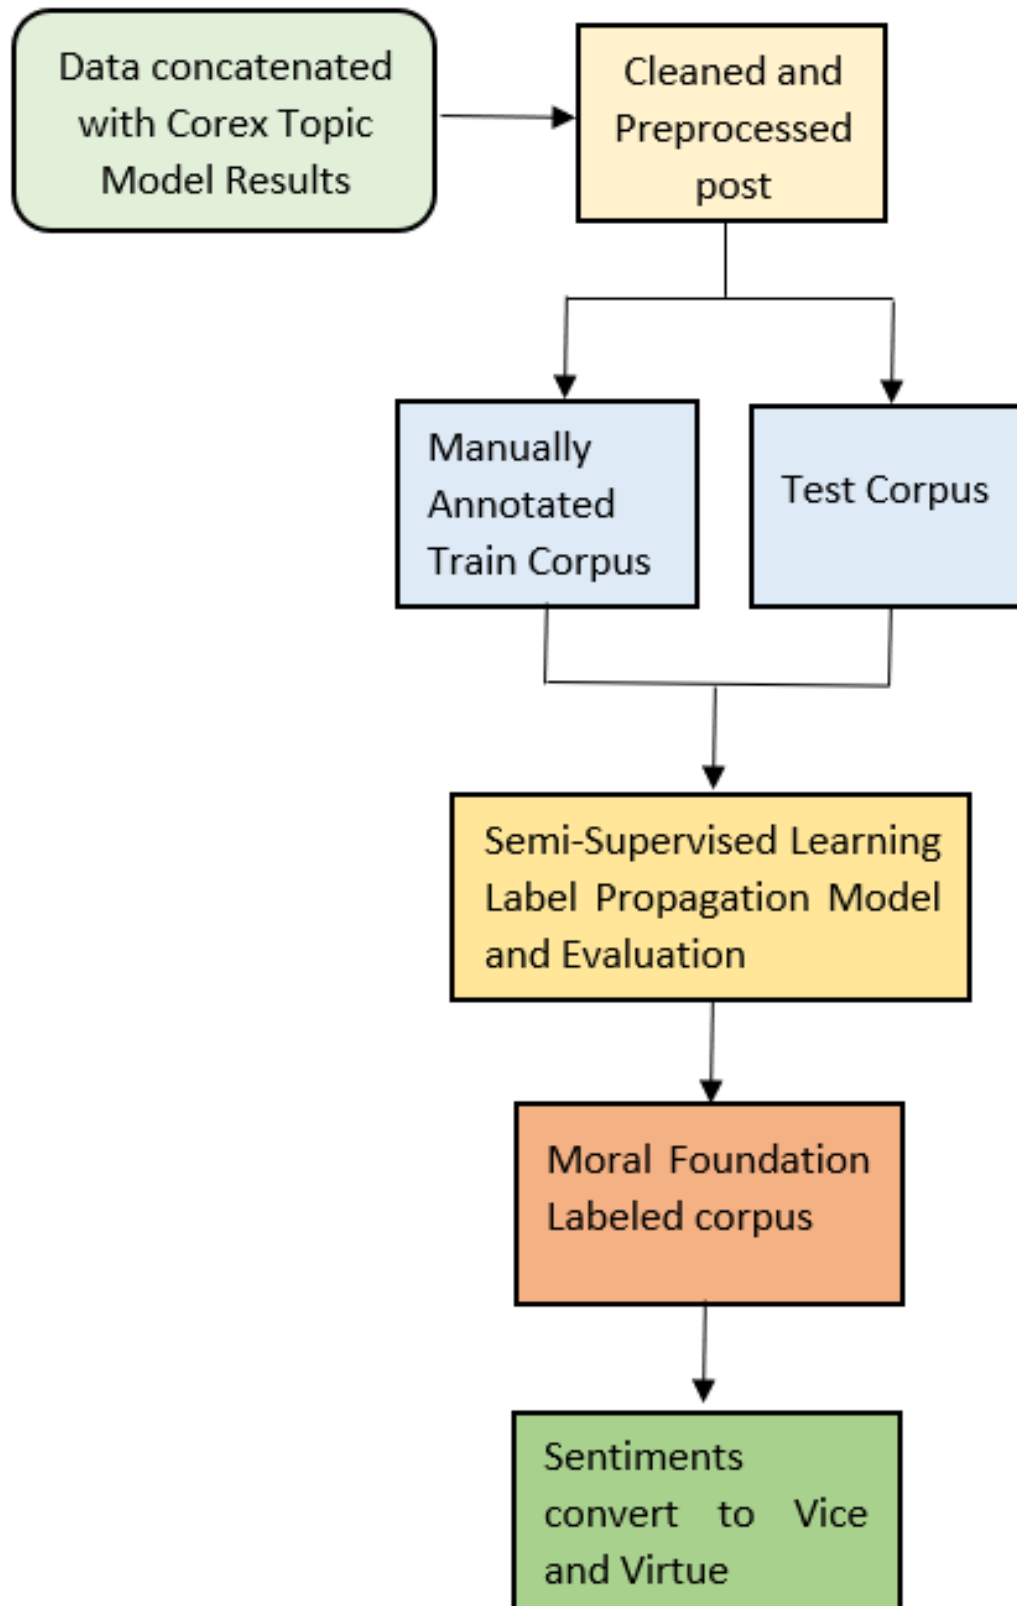 Data concatenated
with Corex Topic
Model Results
Cleaned and
Preprocessed
post
Manually
Annotated
Train Corpus
Test Corpus
Semi-Supervised Learning
Label Propagation Model
and Evaluation
Moral Foundation
Labeled corpus
Sentiments
convert to Vice
and Virtue